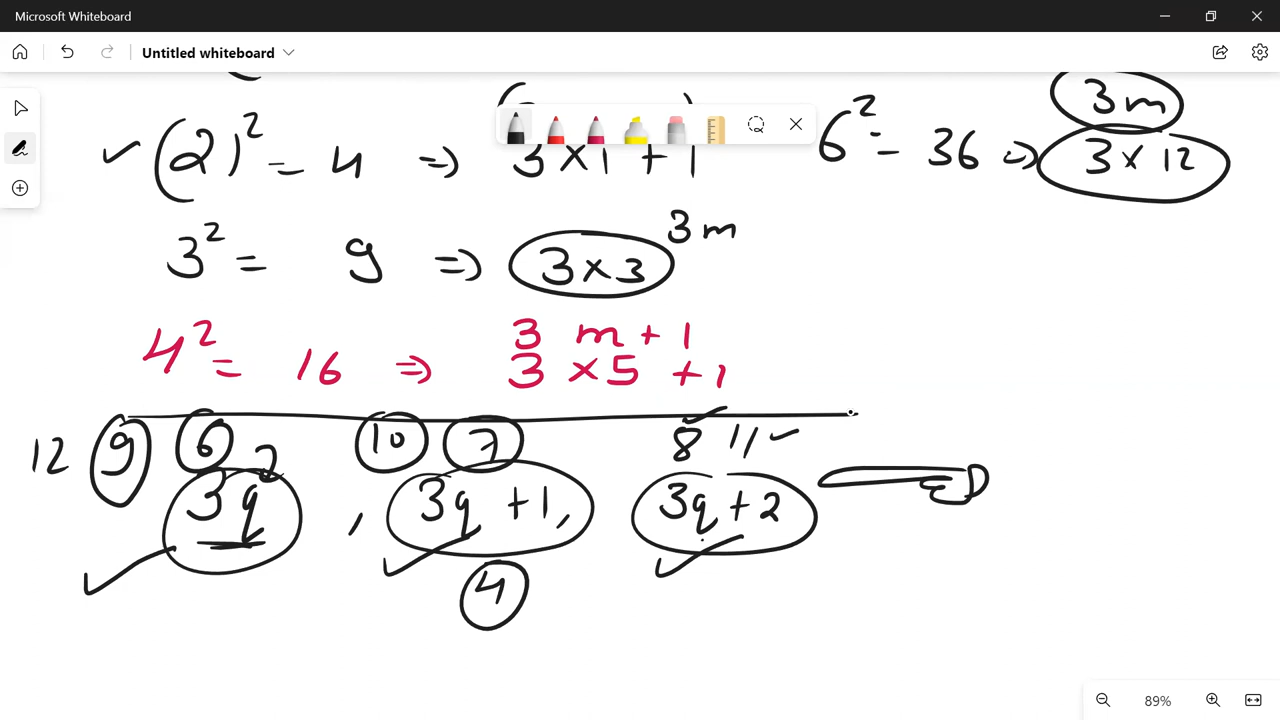 Microsoft Whiteboard
Untitled whiteboard
3m
(2)² = 4 => 3 × 1 + 1
6² = 36 => 3 × 12
3² = 9 => 3×3 3m
3 m + 1
4² = 16 => 3 × 5 + 1
12 9 6 10 7 8 11
3q , 3q + 1, 3q + 2
4
89%